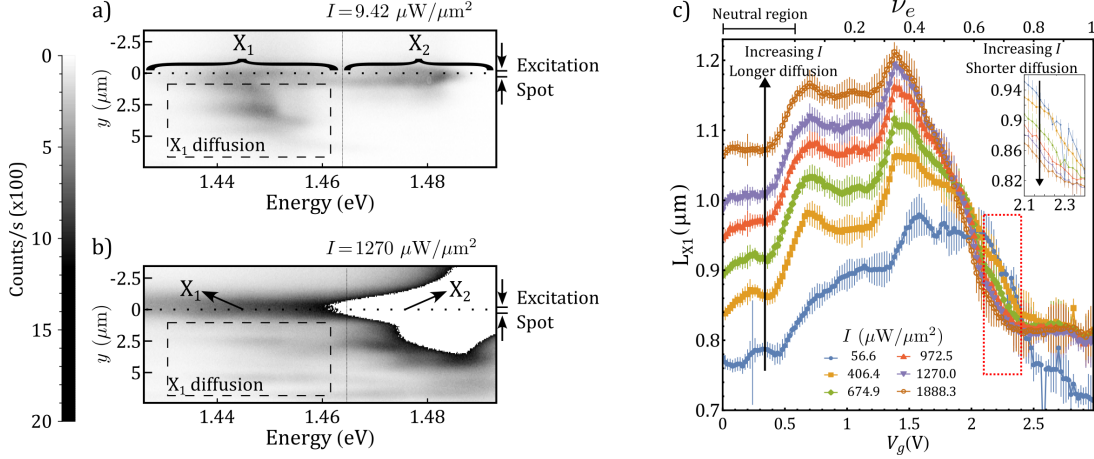 a)
I = 9.42 μW/μm²
X₁
X₂
-2.5
0
2.5
5
y (μm)
Excitation
Spot
X₁ diffusion
1.44
1.46
1.48
Energy (eV)
0
5
10
15
20
Counts/s (x100)
b)
I = 1270 μW/μm²
X₁
X₂
-2.5
0
2.5
5
y (μm)
Excitation
Spot
X₁ diffusion
1.44
1.46
1.48
Energy (eV)
c)
νₑ
Neutral region
0
0.2
0.4
0.6
0.8
1
Increasing I
Longer diffusion
Increasing I
Shorter diffusion
0.94
0.9
0.86
0.82
2.1
2.3
1.2
1.1
1.0
0.9
0.8
0.7
L_X1 (μm)
I (μW/μm²)
56.6
972.5
406.4
1270.0
674.9
1888.3
0
0.5
1
1.5
2
2.5
V_g(V)